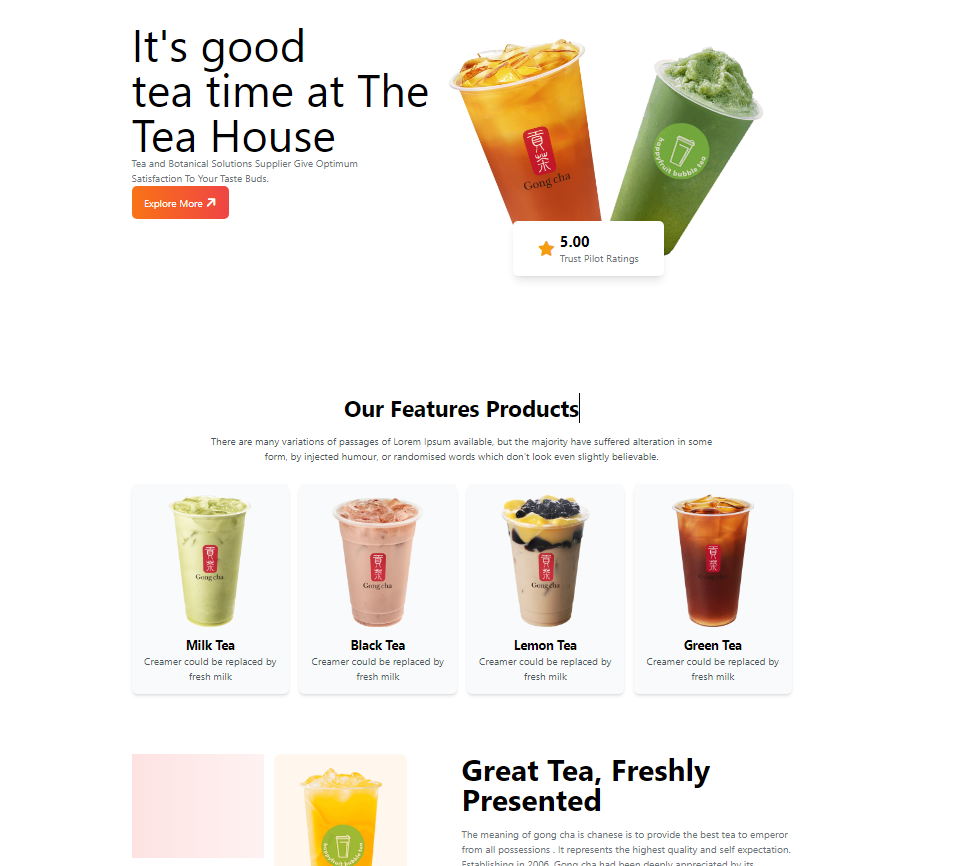 It's good
tea time at The
Tea House
Tea and Botanical Solutions Supplier Give Optimum
Satisfaction To Your Taste Buds.
Explore More
貢茶
Gong cha
happyfruit bubble tea
5.00
Trust Pilot Ratings
Our Features Products
There are many variations of passages of Lorem Ipsum available, but the majority have suffered alteration in some
form, by injected humour, or randomised words which don't look even slightly believable.
貢茶
Gong cha
貢茶
Gong cha
貢茶
Gong cha
貢茶
Gong cha
Milk Tea
Black Tea
Lemon Tea
Green Tea
Creamer could be replaced by
fresh milk
Creamer could be replaced by
fresh milk
Creamer could be replaced by
fresh milk
Creamer could be replaced by
fresh milk
happyfruit bubble tea
Great Tea, Freshly
Presented
The meaning of gong cha is chanese is to provide the best tea to emperor
from all possessions . It represents the highest quality and self expectation.
Establishing in 2006, Gong cha had been deeply appreciated by its